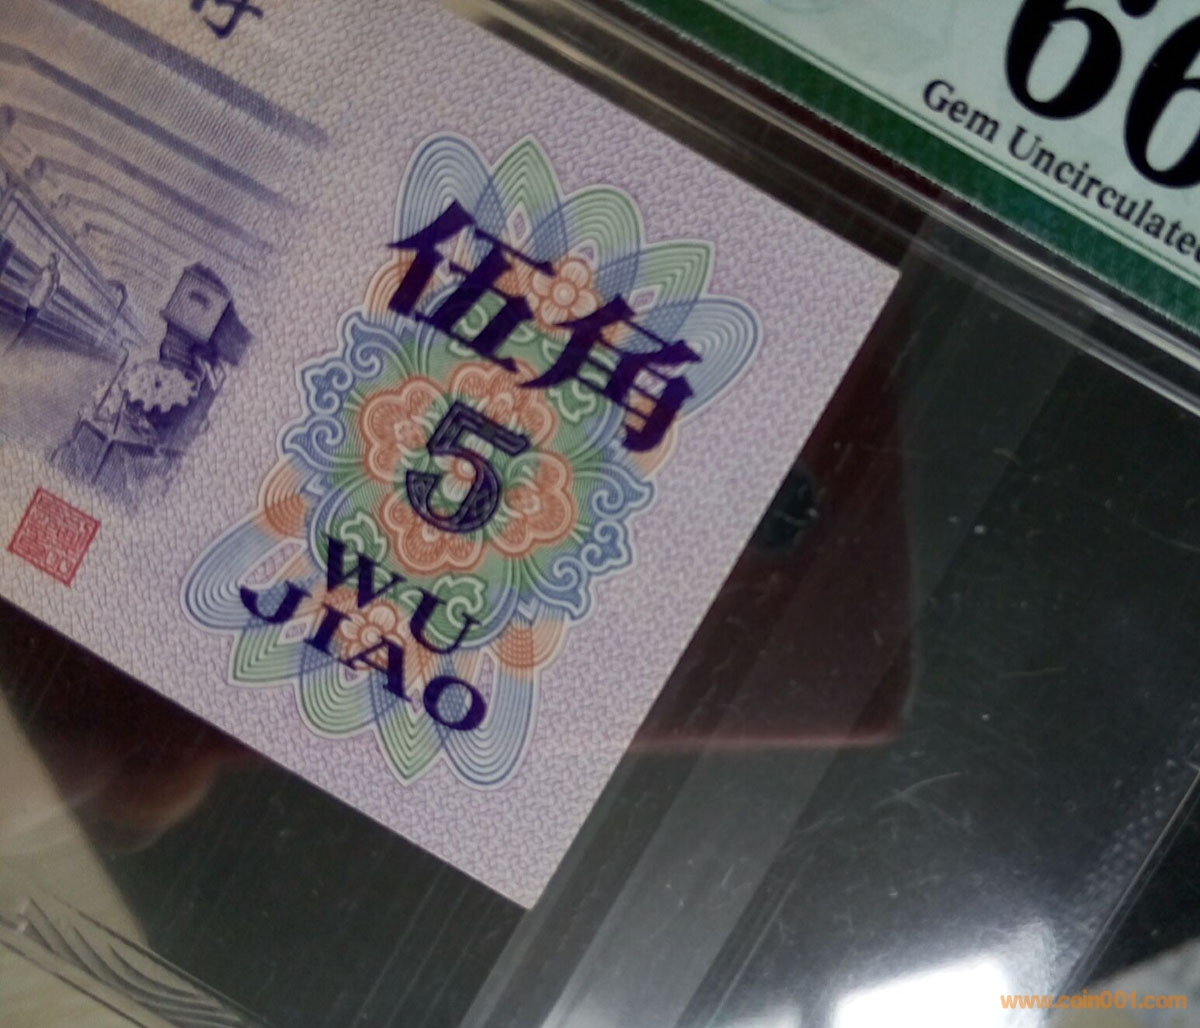 66
Gem Uncirculated
伍角
5
WU
JIAO
www.coin001.com